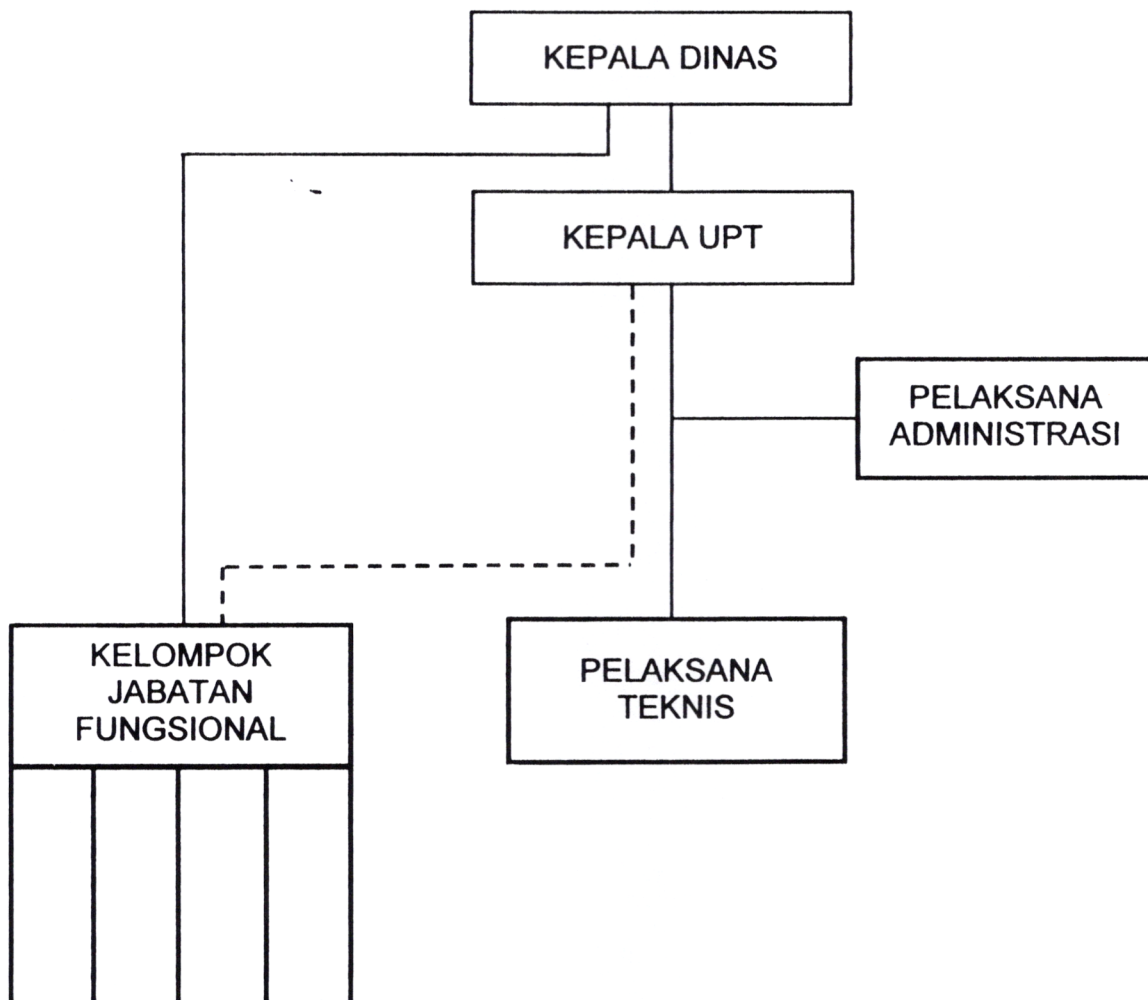 KEPALA DINAS
KEPALA UPT
PELAKSANA
ADMINISTRASI
KELOMPOK
JABATAN
FUNGSIONAL
PELAKSANA
TEKNIS